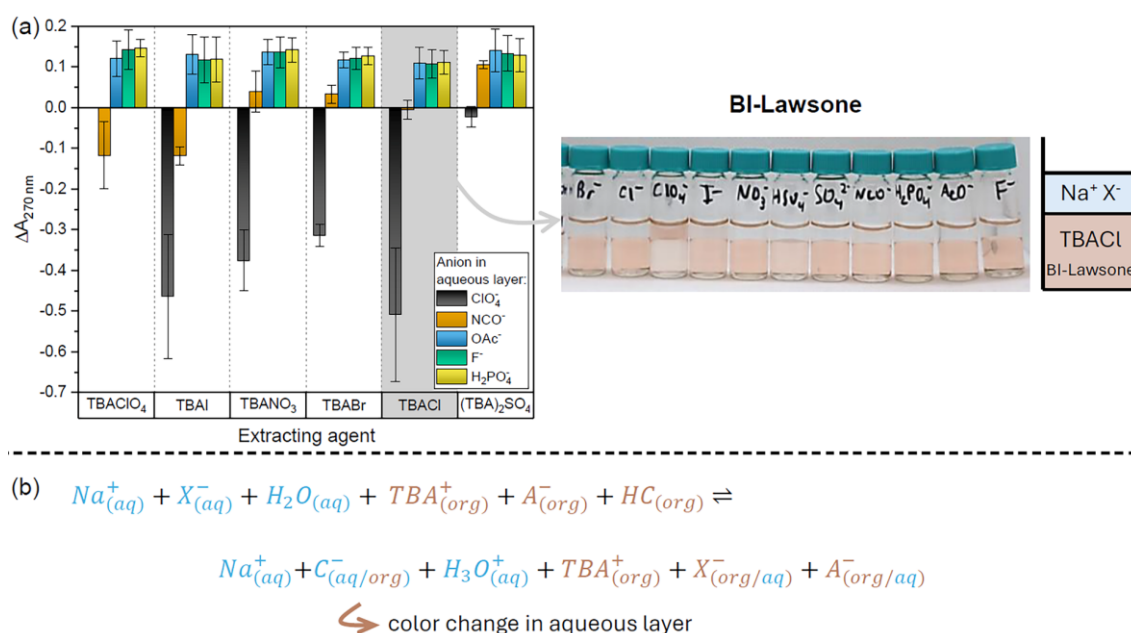 (a)
0.2
0.1
0.0
-0.1
-0.2
-0.3
-0.4
-0.5
-0.6
-0.7
ΔA₂₇₀ ₙₘ
Anion in
aqueous layer:
ClO₄⁻
NCO⁻
OAc⁻
F⁻
H₂PO₄⁻
TBAClO₄ TBAI TBANO₃ TBABr TBACl (TBA)₂SO₄
Extracting agent
BI-Lawsone
Br⁻ Cl⁻ ClO₄⁻ I⁻ NO₃⁻ HSO₄⁻ SO₄²⁻ NCO⁻ H₂PO₄⁻ AcO⁻ F⁻
Na⁺ X⁻
TBACl
BI-Lawsone
(b) Na⁺(aq) + X⁻(aq) + H₂O(aq) + TBA⁺(org) + A⁻(org) + HC(org) ⇌
Na⁺(aq) + C⁻(aq/org) + H₃O⁺(aq) + TBA⁺(org) + X⁻(org/aq) + A⁻(org/aq)
color change in aqueous layer